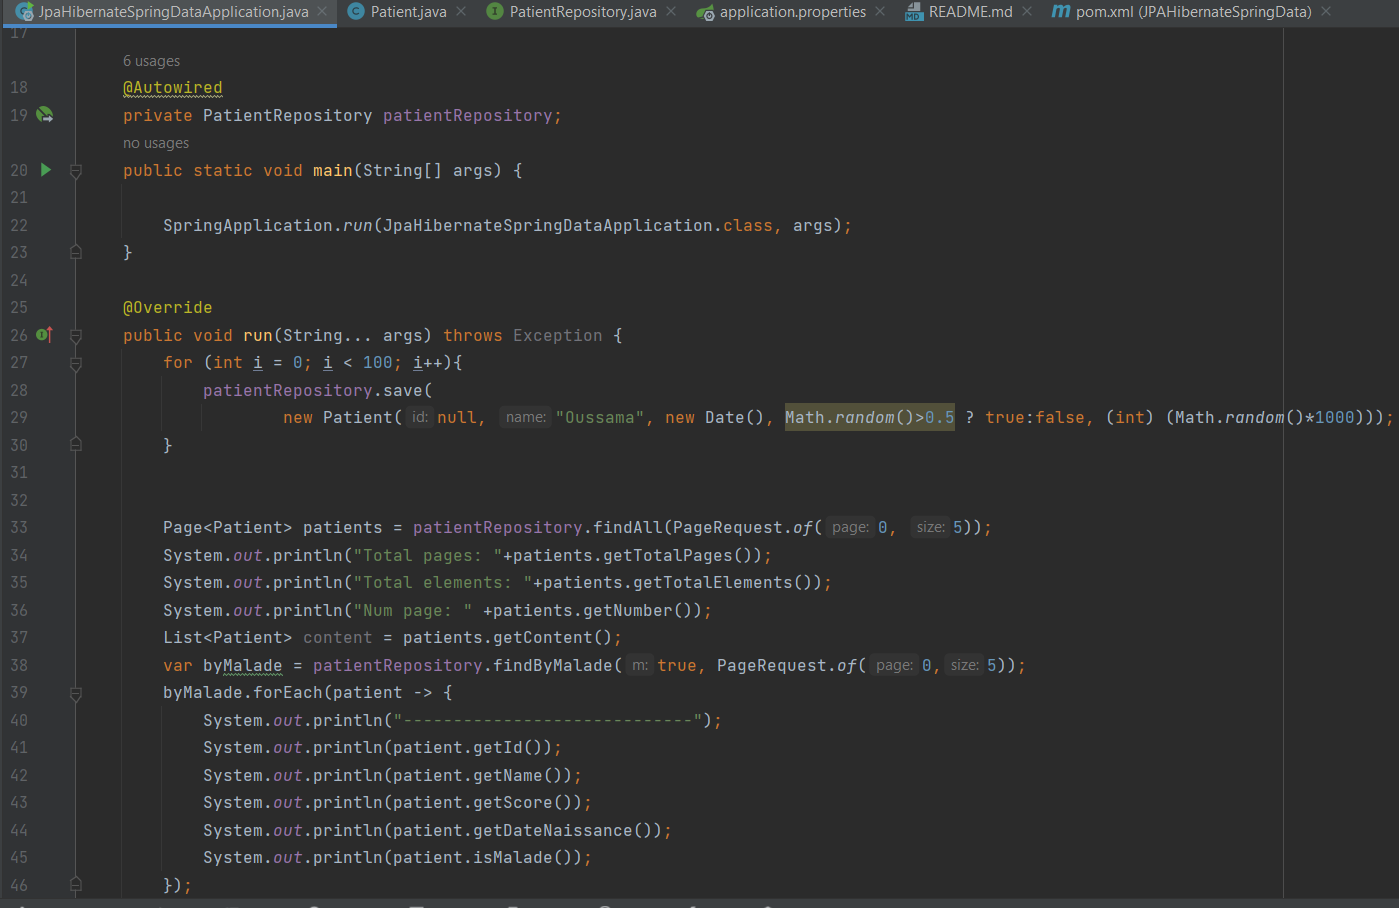 JpaHibernateSpringDataApplication.java Patient.java PatientRepository.java application.properties README.md pom.xml (JPAHibernateSpringData)
17
6 usages
18 @Autowired
19 private PatientRepository patientRepository;
no usages
20 public static void main(String[] args) {
21
22 SpringApplication.run(JpaHibernateSpringDataApplication.class, args);
23 }
24
25 @Override
26 public void run(String... args) throws Exception {
27 for (int i = 0; i < 100; i++){
28 patientRepository.save(
29 new Patient( id: null, name: "Oussama", new Date(), Math.random()>0.5 ? true:false, (int) (Math.random()*1000)));
30 }
31
32
33 Page<Patient> patients = patientRepository.findAll(PageRequest.of( page: 0, size: 5));
34 System.out.println("Total pages: "+patients.getTotalPages());
35 System.out.println("Total elements: "+patients.getTotalElements());
36 System.out.println("Num page: " +patients.getNumber());
37 List<Patient> content = patients.getContent();
38 var byMalade = patientRepository.findByMalade( m: true, PageRequest.of( page: 0, size: 5));
39 byMalade.forEach(patient -> {
40 System.out.println("-----------------------------");
41 System.out.println(patient.getId());
42 System.out.println(patient.getName());
43 System.out.println(patient.getScore());
44 System.out.println(patient.getDateNaissance());
45 System.out.println(patient.isMalade());
46 });